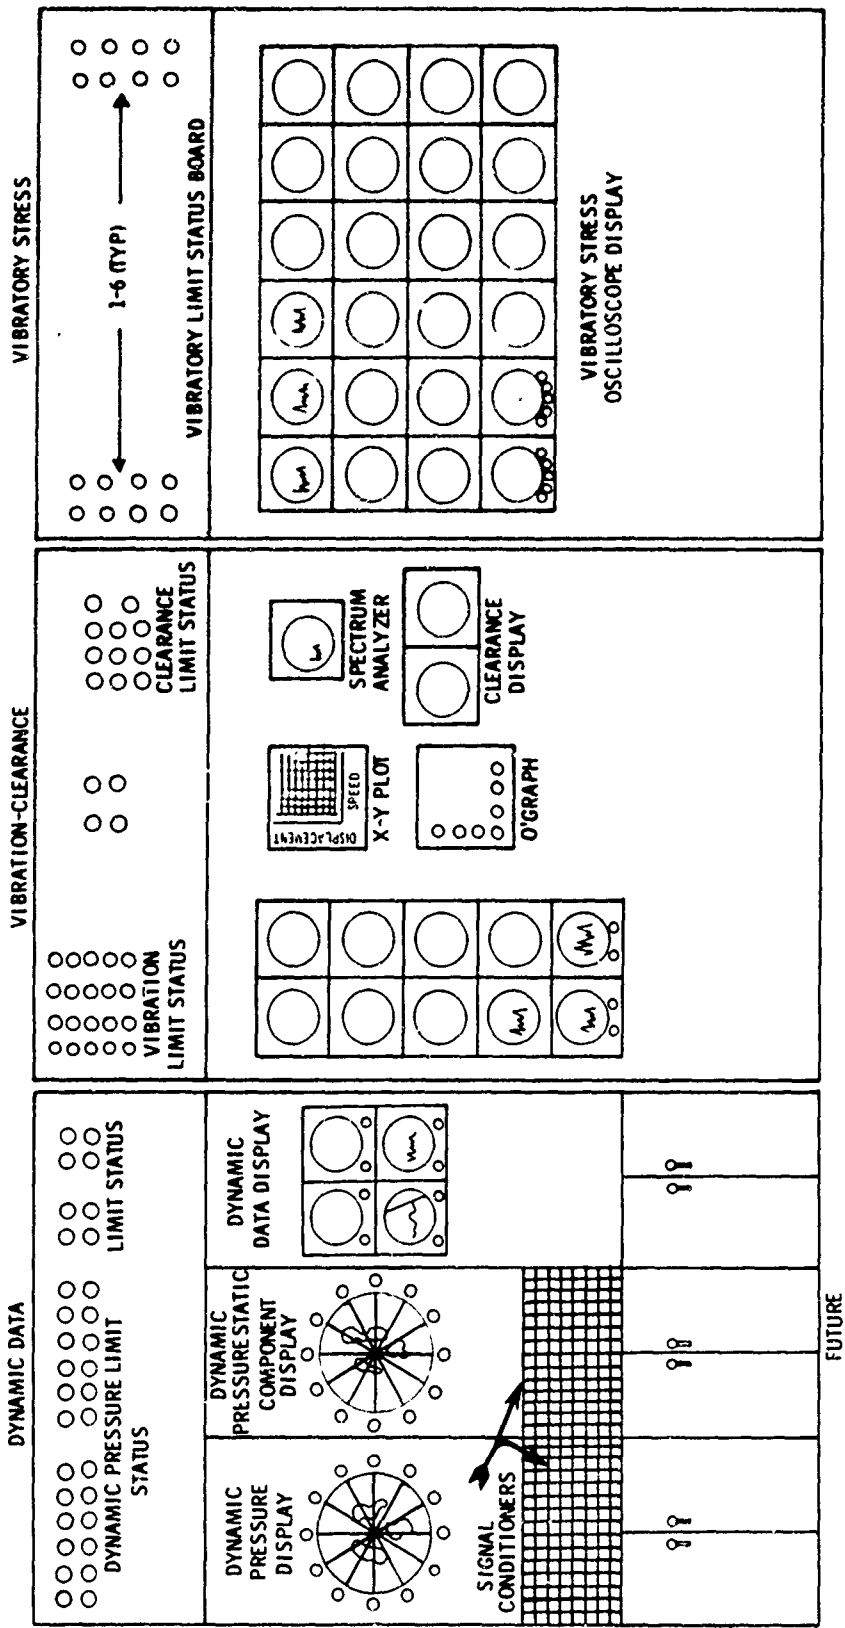 DYNAMIC DATA
DYNAMIC PRESSURE LIMIT
STATUS
LIMIT STATUS
DYNAMIC
PRESSURE
DISPLAY
DYNAMIC
PRESSURE STATIC
COMPONENT
DISPLAY
DYNAMIC
DATA DISPLAY
SIGNAL
CONDITIONERS
FUTURE
VIBRATION-CLEARANCE
VIBRATION
LIMIT STATUS
CLEARANCE
LIMIT STATUS
DISPLACEMENT
SPEED
X-Y PLOT
SPECTRUM
ANALYZER
O'GRAPH
CLEARANCE
DISPLAY
VIBRATORY STRESS
1-6 (TYP)
VIBRATORY LIMIT STATUS BOARD
VIBRATORY STRESS
OSCILLOSCOPE DISPLAY